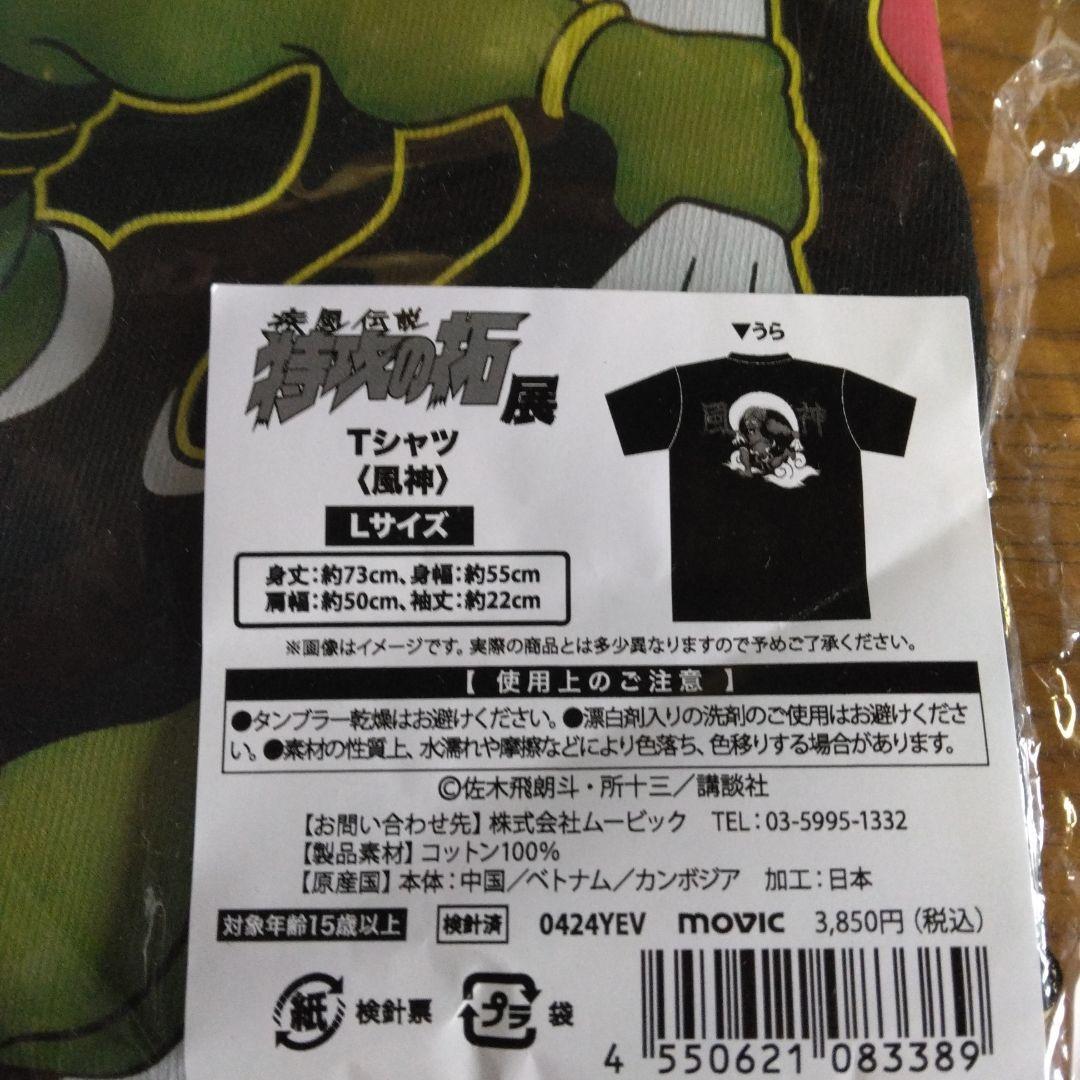 疾風伝説
特攻の拓
展
Tシャツ
〈風神〉
Lサイズ
身丈:約73cm、身幅:約55cm
肩幅:約50cm、袖丈:約22cm
▼うら
風 神
※画像はイメージです。実際の商品とは多少異なりますので予めご了承ください。
【 使用上のご注意 】
●タンブラー乾燥はお避けください。●漂白剤入りの洗剤のご使用はお避けくださ
い。●素材の性質上、水濡れや摩擦などにより色落ち、色移りする場合があります。
©佐木飛朗斗・所十三／講談社
【お問い合わせ先】株式会社ムービック TEL:03-5995-1332
【製品素材】コットン100%
【原産国】本体:中国／ベトナム／カンボジア 加工:日本
対象年齢15歳以上 検針済 0424YEV movic 3,850円(税込)
紙 検針票 プラ 袋
4 550621 083389